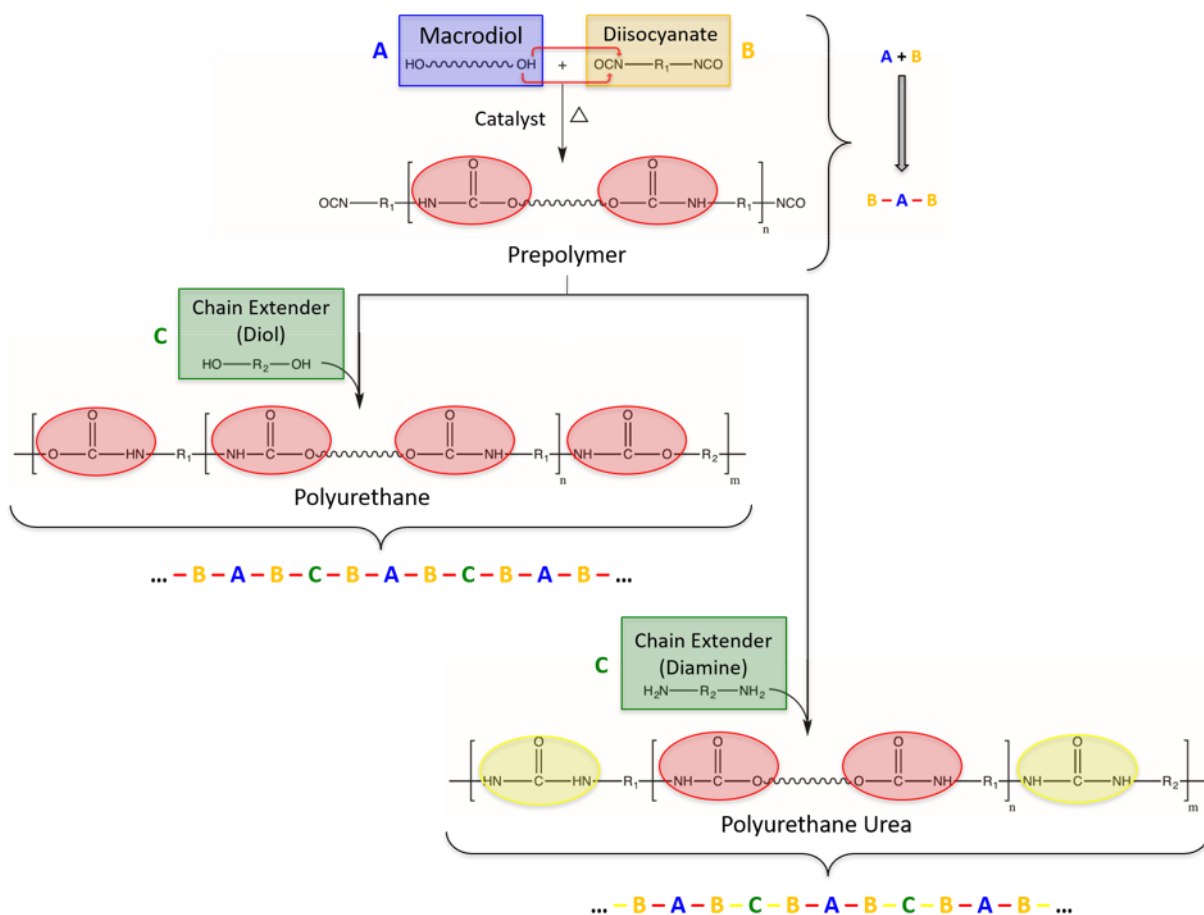 A Macrodiol Diisocyanate B
HO OH + OCN R1 NCO
A + B
Catalyst △
O O
OCN R1 HN C O O C NH R1 NCO
n
B – A – B
Prepolymer
Chain Extender
(Diol)
C
HO R2 OH
O O O O
O C HN R1 NH C O O C NH R1 NH C O R2
n m
Polyurethane
... – B – A – B – C – B – A – B – C – B – A – B – ...
Chain Extender
(Diamine)
C
H2N R2 NH2
O O O O
HN C HN R1 NH C O O C NH R1 NH C NH R2
n m
Polyurethane Urea
... – B – A – B – C – B – A – B – C – B – A – B – ...